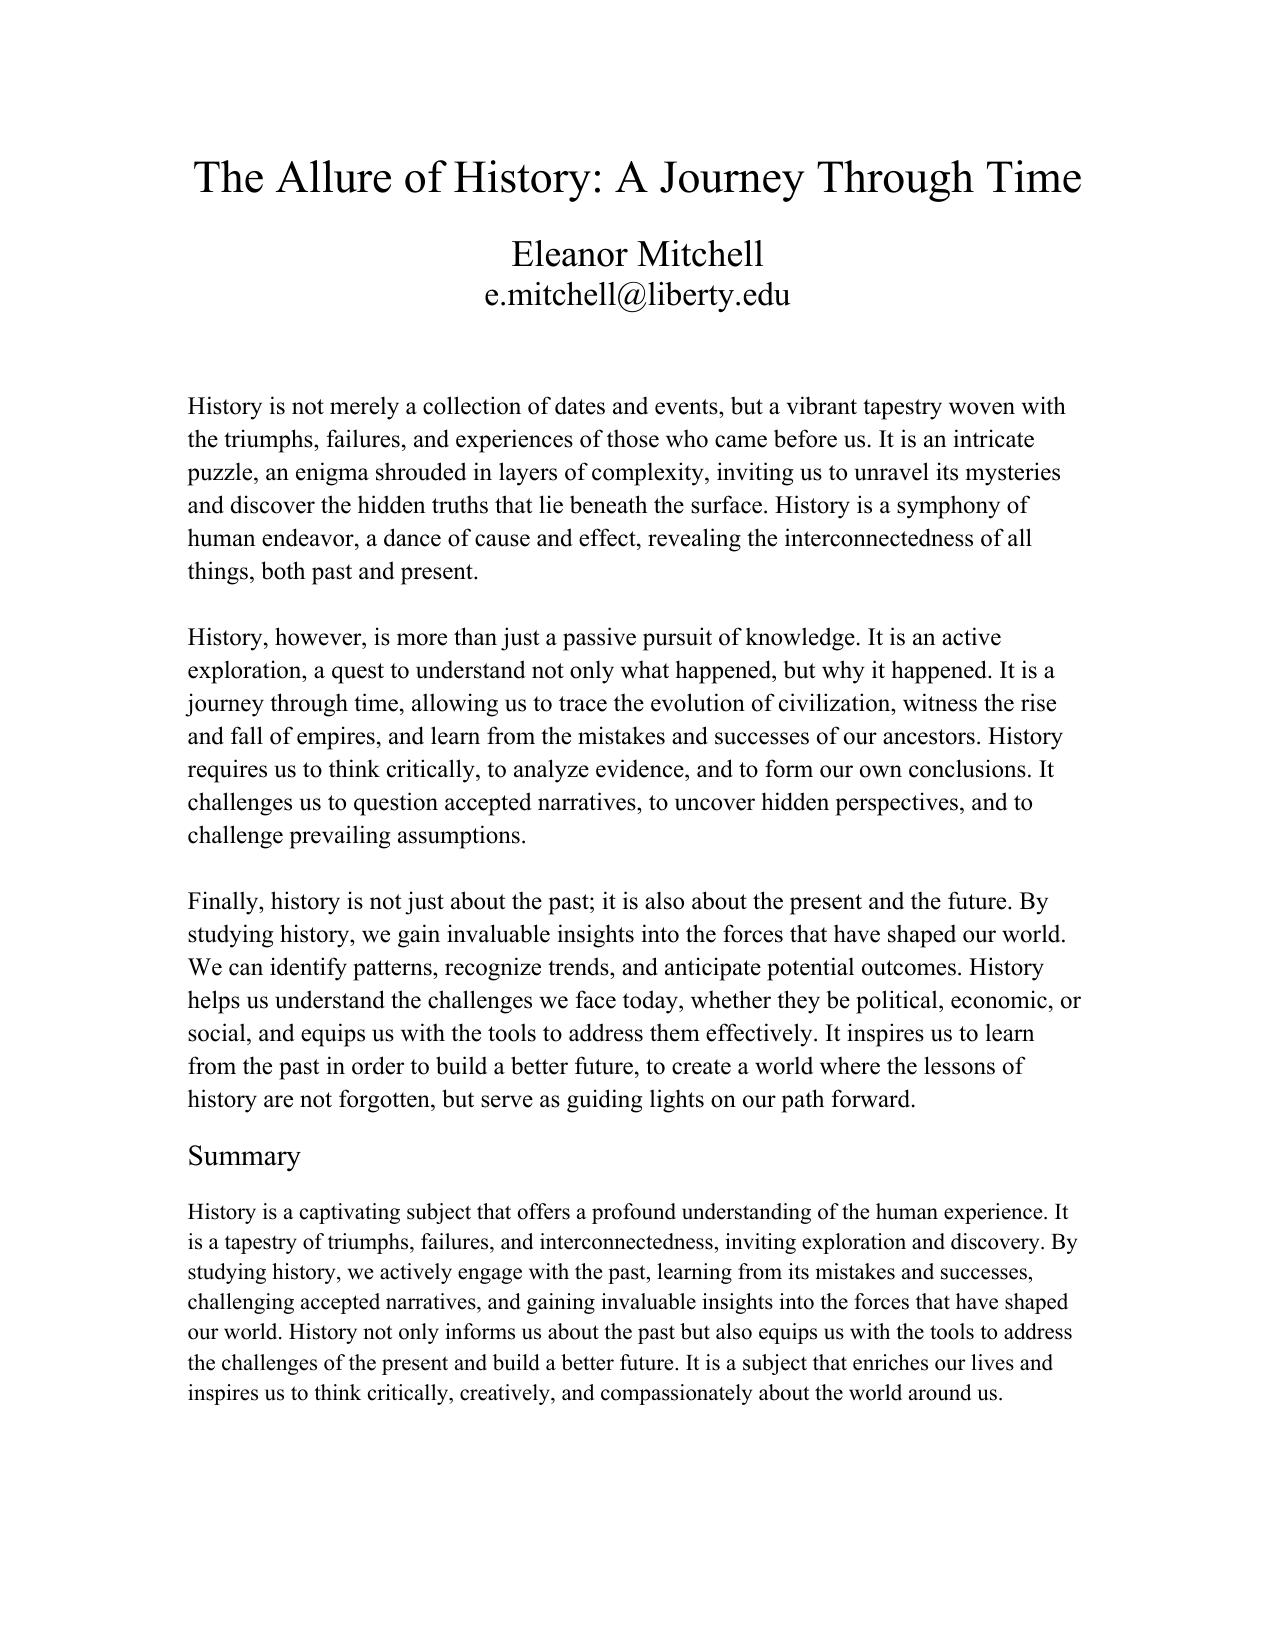 The Allure of History: A Journey Through Time
Eleanor Mitchell
e.mitchell@liberty.edu
History is not merely a collection of dates and events, but a vibrant tapestry woven with
the triumphs, failures, and experiences of those who came before us. It is an intricate
puzzle, an enigma shrouded in layers of complexity, inviting us to unravel its mysteries
and discover the hidden truths that lie beneath the surface. History is a symphony of
human endeavor, a dance of cause and effect, revealing the interconnectedness of all
things, both past and present.
History, however, is more than just a passive pursuit of knowledge. It is an active
exploration, a quest to understand not only what happened, but why it happened. It is a
journey through time, allowing us to trace the evolution of civilization, witness the rise
and fall of empires, and learn from the mistakes and successes of our ancestors. History
requires us to think critically, to analyze evidence, and to form our own conclusions. It
challenges us to question accepted narratives, to uncover hidden perspectives, and to
challenge prevailing assumptions.
Finally, history is not just about the past; it is also about the present and the future. By
studying history, we gain invaluable insights into the forces that have shaped our world.
We can identify patterns, recognize trends, and anticipate potential outcomes. History
helps us understand the challenges we face today, whether they be political, economic, or
social, and equips us with the tools to address them effectively. It inspires us to learn
from the past in order to build a better future, to create a world where the lessons of
history are not forgotten, but serve as guiding lights on our path forward.
Summary
History is a captivating subject that offers a profound understanding of the human experience. It
is a tapestry of triumphs, failures, and interconnectedness, inviting exploration and discovery. By
studying history, we actively engage with the past, learning from its mistakes and successes,
challenging accepted narratives, and gaining invaluable insights into the forces that have shaped
our world. History not only informs us about the past but also equips us with the tools to address
the challenges of the present and build a better future. It is a subject that enriches our lives and
inspires us to think critically, creatively, and compassionately about the world around us.